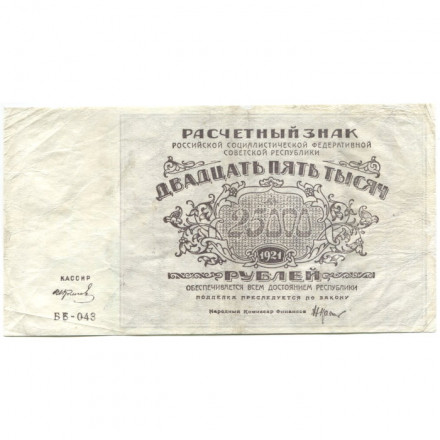 РАСЧЕТНЫЙ ЗНАК
РОССИЙСКОЙ СОЦИАЛИСТИЧЕСКОЙ ФЕДЕРАТИВНОЙ
СОВЕТСКОЙ РЕСПУБЛИКИ
ДВАДЦАТЬ ПЯТЬ ТЫСЯЧ
25000
1921
РУБЛЕЙ
ОБЕСПЕЧИВАЕТСЯ ВСЕМ ДОСТОЯНИЕМ РЕСПУБЛИКИ
ПОДДЕЛКА ПРЕСЛЕДУЕТСЯ ПО ЗАКОНУ
Народный Комиссар Финансов
КАССИР
ББ-043